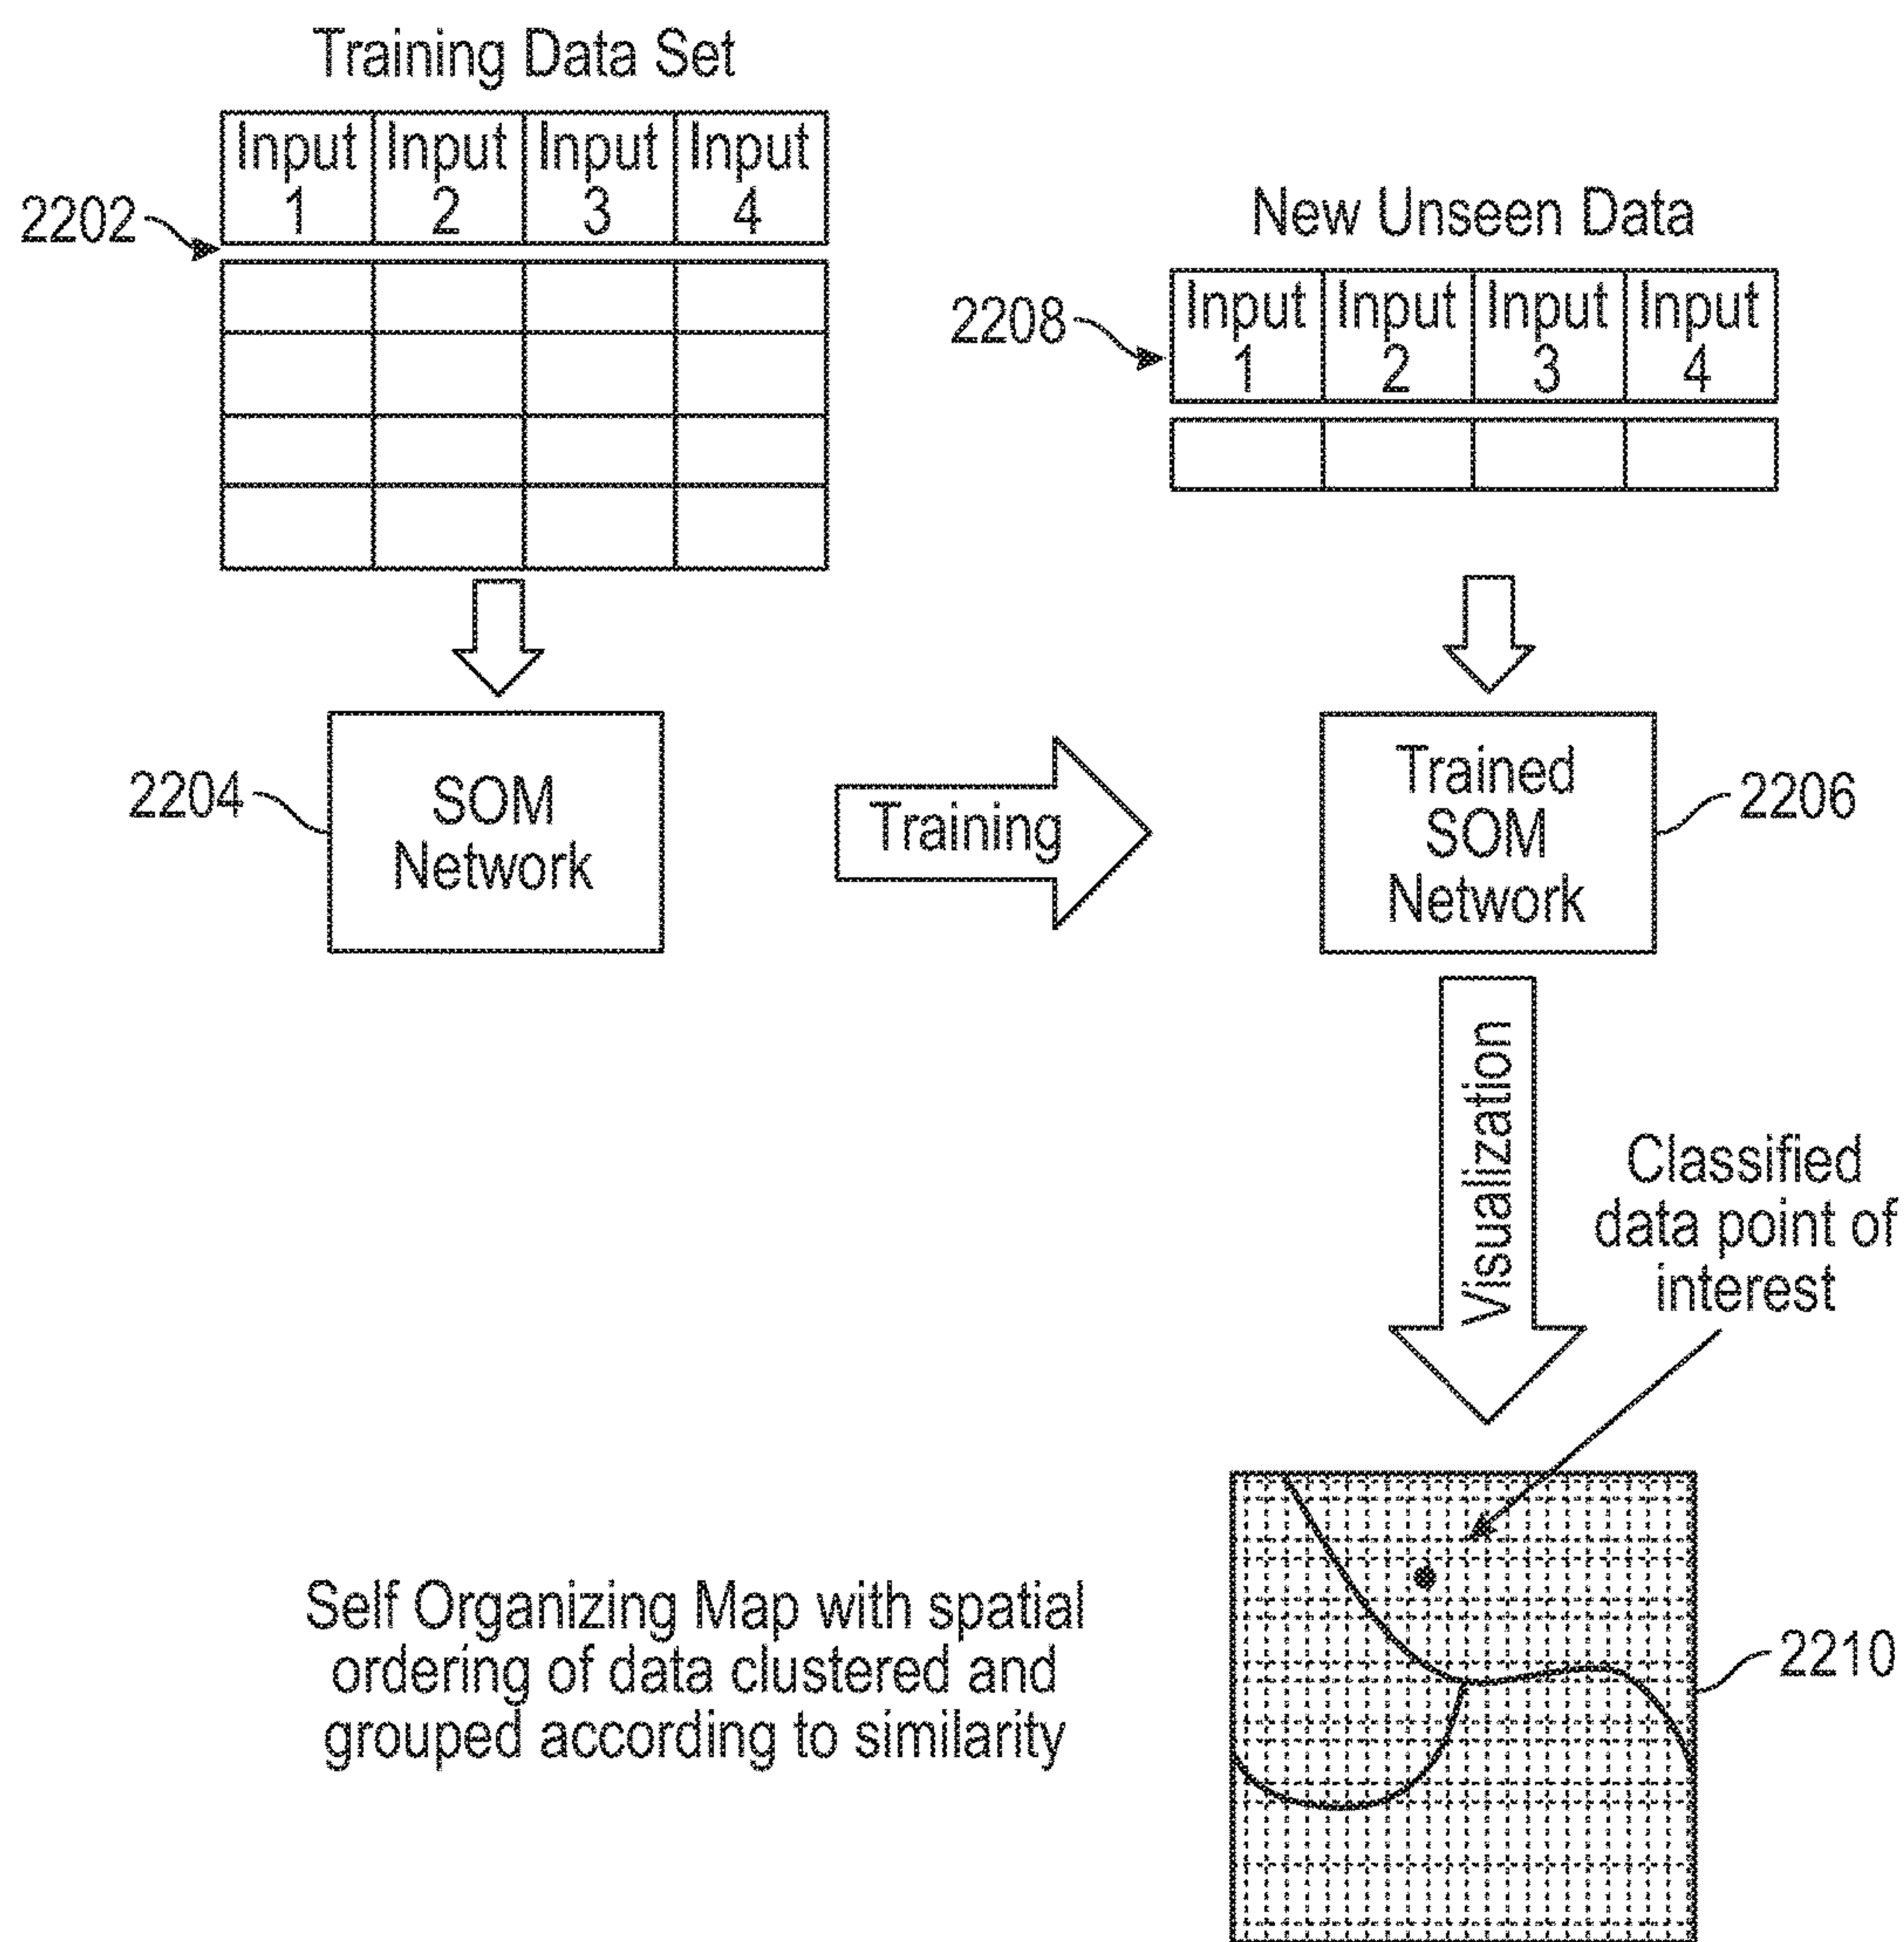 Training Data Set
Input Input Input Input
1 2 3 4
2202
New Unseen Data
Input Input Input Input
1 2 3 4
2208
SOM
Network
2204
Training
Trained
SOM
Network
2206
Visualization
Classified
data point of
interest
Self Organizing Map with spatial
ordering of data clustered and
grouped according to similarity
2210